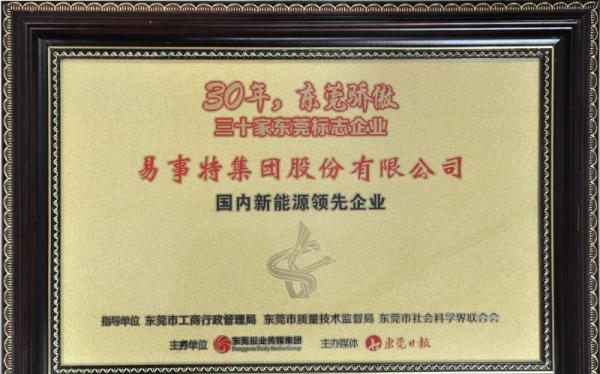 30年，东莞骄傲
三十家东莞标志企业
易事特集团股份有限公司
国内新能源领先企业
指导单位 东莞市工商行政管理局 东莞市质量技术监督局 东莞市社会科学界联合会
主办单位 东莞报业传媒集团 主办媒体 东莞日报
Dongguan Daily Media Group